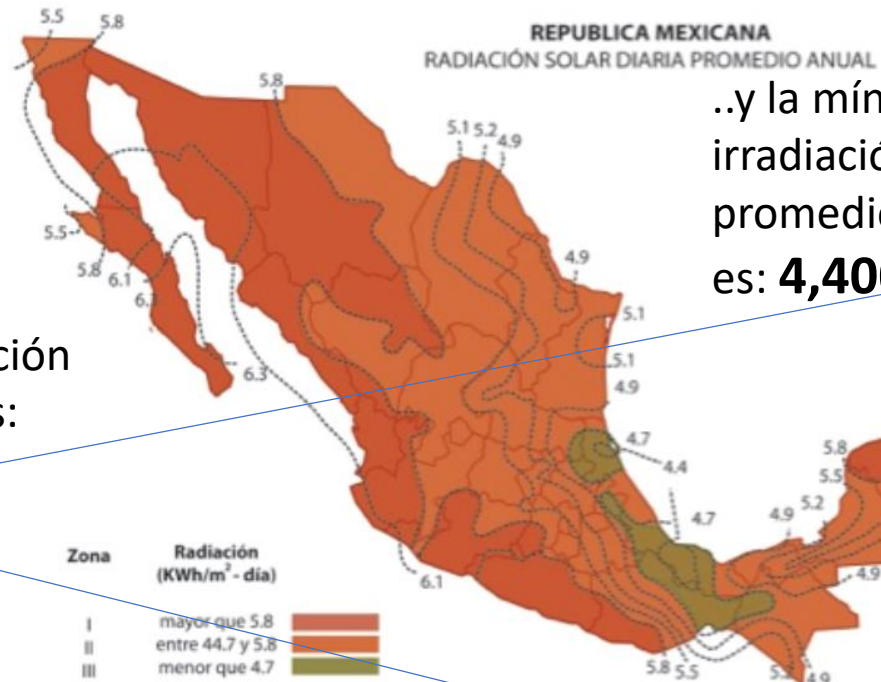 REPUBLICA MEXICANA
RADIACIÓN SOLAR DIARIA PROMEDIO ANUAL
..y la mín
irradiació
promedio
es: 4,400
ción
s:
5.5
5.8
5.8
5.1 5.2 4.9
4.9
5.5
5.8
6.1
5.1
5.1
6.3
4.9
4.7
4.4
4.7
5.8
5.5
5.2
4.9
4.9
6.1
5.8 5.5
4.9
Zona Radiación
(KWh/m² - día)
I mayor que 5.8
II entre 44.7 y 5.8
III menor que 4.7